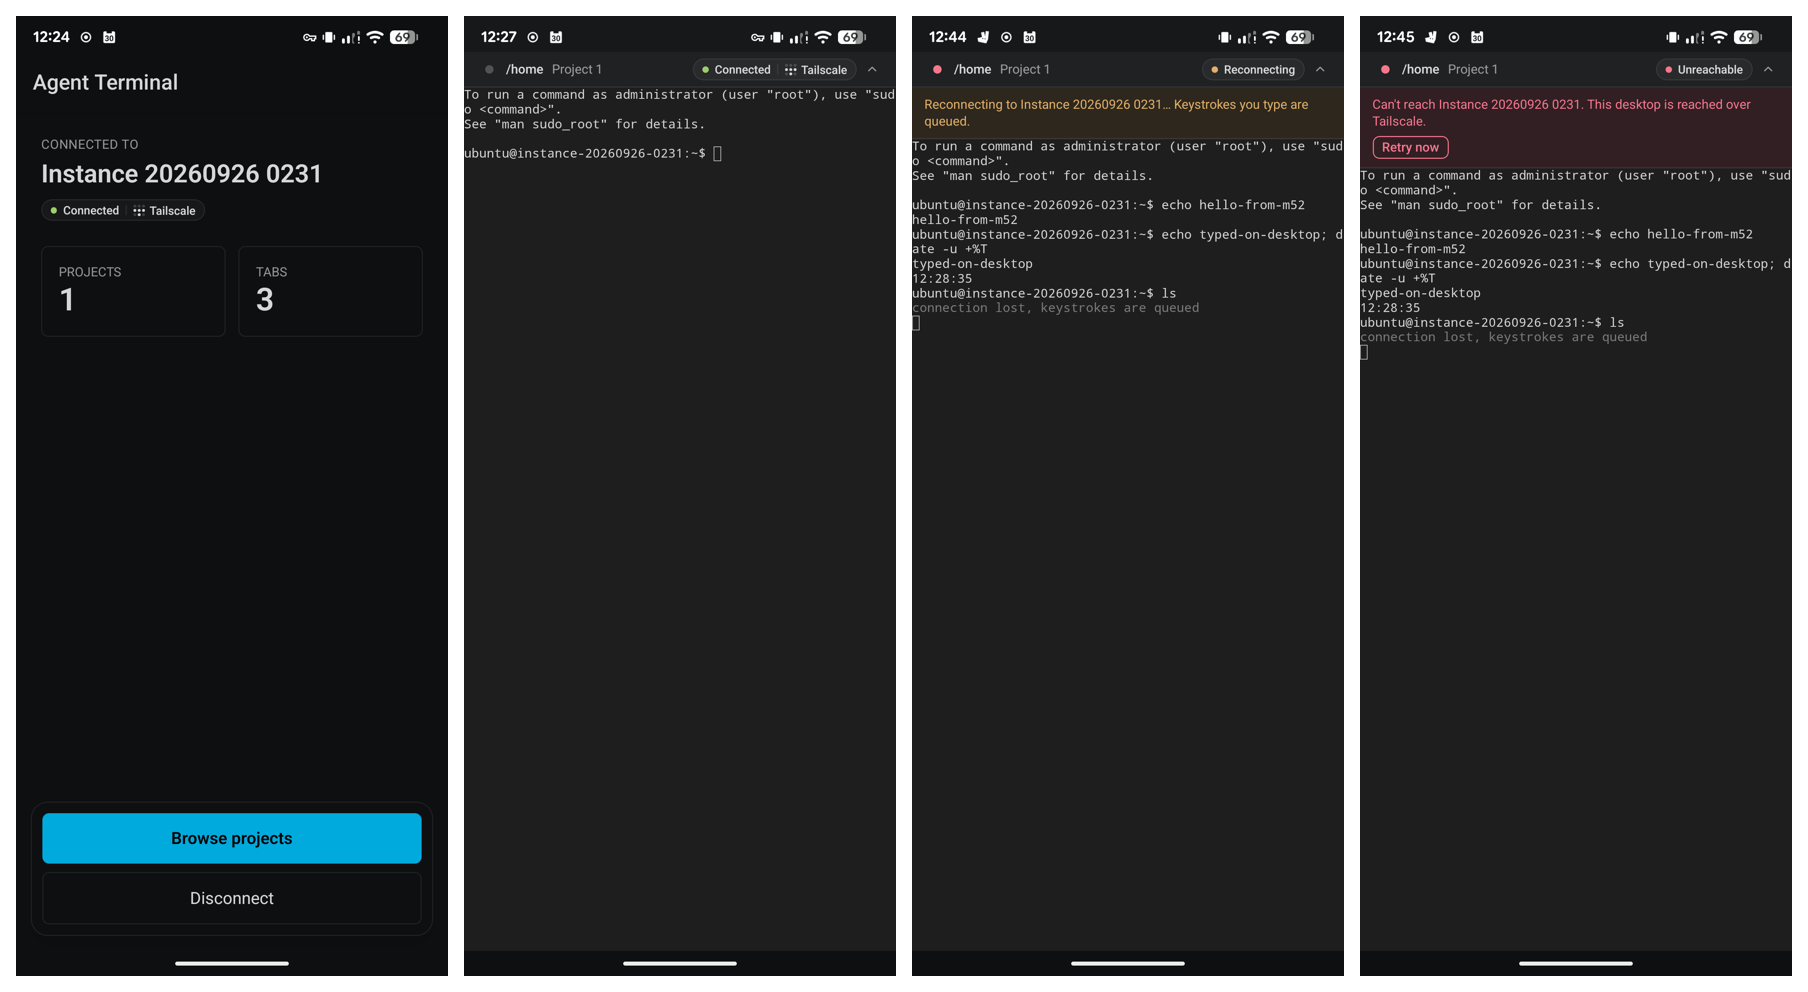 12:24 30 69
Agent Terminal
CONNECTED TO
Instance 20260926 0231
Connected Tailscale
PROJECTS
1
TABS
3
Browse projects
Disconnect
12:27 30 69
/home Project 1 Connected Tailscale
To run a command as administrator (user "root"), use "sud
o <command>".
See "man sudo_root" for details.
ubuntu@instance-20260926-0231:~$
12:44 30 69
/home Project 1 Reconnecting
Reconnecting to Instance 20260926 0231… Keystrokes you type are
queued.
To run a command as administrator (user "root"), use "sud
o <command>".
See "man sudo_root" for details.
ubuntu@instance-20260926-0231:~$ echo hello-from-m52
hello-from-m52
ubuntu@instance-20260926-0231:~$ echo typed-on-desktop; d
ate -u +%T
typed-on-desktop
12:28:35
ubuntu@instance-20260926-0231:~$ ls
connection lost, keystrokes are queued
12:45 30 69
/home Project 1 Unreachable
Can't reach Instance 20260926 0231. This desktop is reached over
Tailscale.
Retry now
To run a command as administrator (user "root"), use "sud
o <command>".
See "man sudo_root" for details.
ubuntu@instance-20260926-0231:~$ echo hello-from-m52
hello-from-m52
ubuntu@instance-20260926-0231:~$ echo typed-on-desktop; d
ate -u +%T
typed-on-desktop
12:28:35
ubuntu@instance-20260926-0231:~$ ls
connection lost, keystrokes are queued